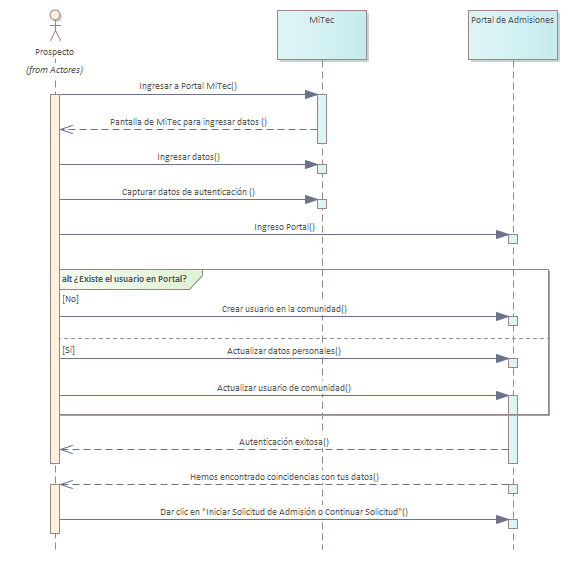 MiTec
Portal de Admisiones
Prospecto
(from Actores)
Ingresar a Portal MiTec()
Pantalla de MiTec para ingresar datos ()
Ingresar datos()
Capturar datos de autenticación ()
Ingreso Portal()
alt ¿Existe el usuario en Portal?
[No]
Crear usuario en la comunidad()
[Si]
Actualizar datos personales()
Actualizar usuario de comunidad()
Autenticación exitosa()
Hemos encontrado coincidencias con tus datos()
Dar clic en "Iniciar Solicitud de Admisión o Continuar Solicitud"()